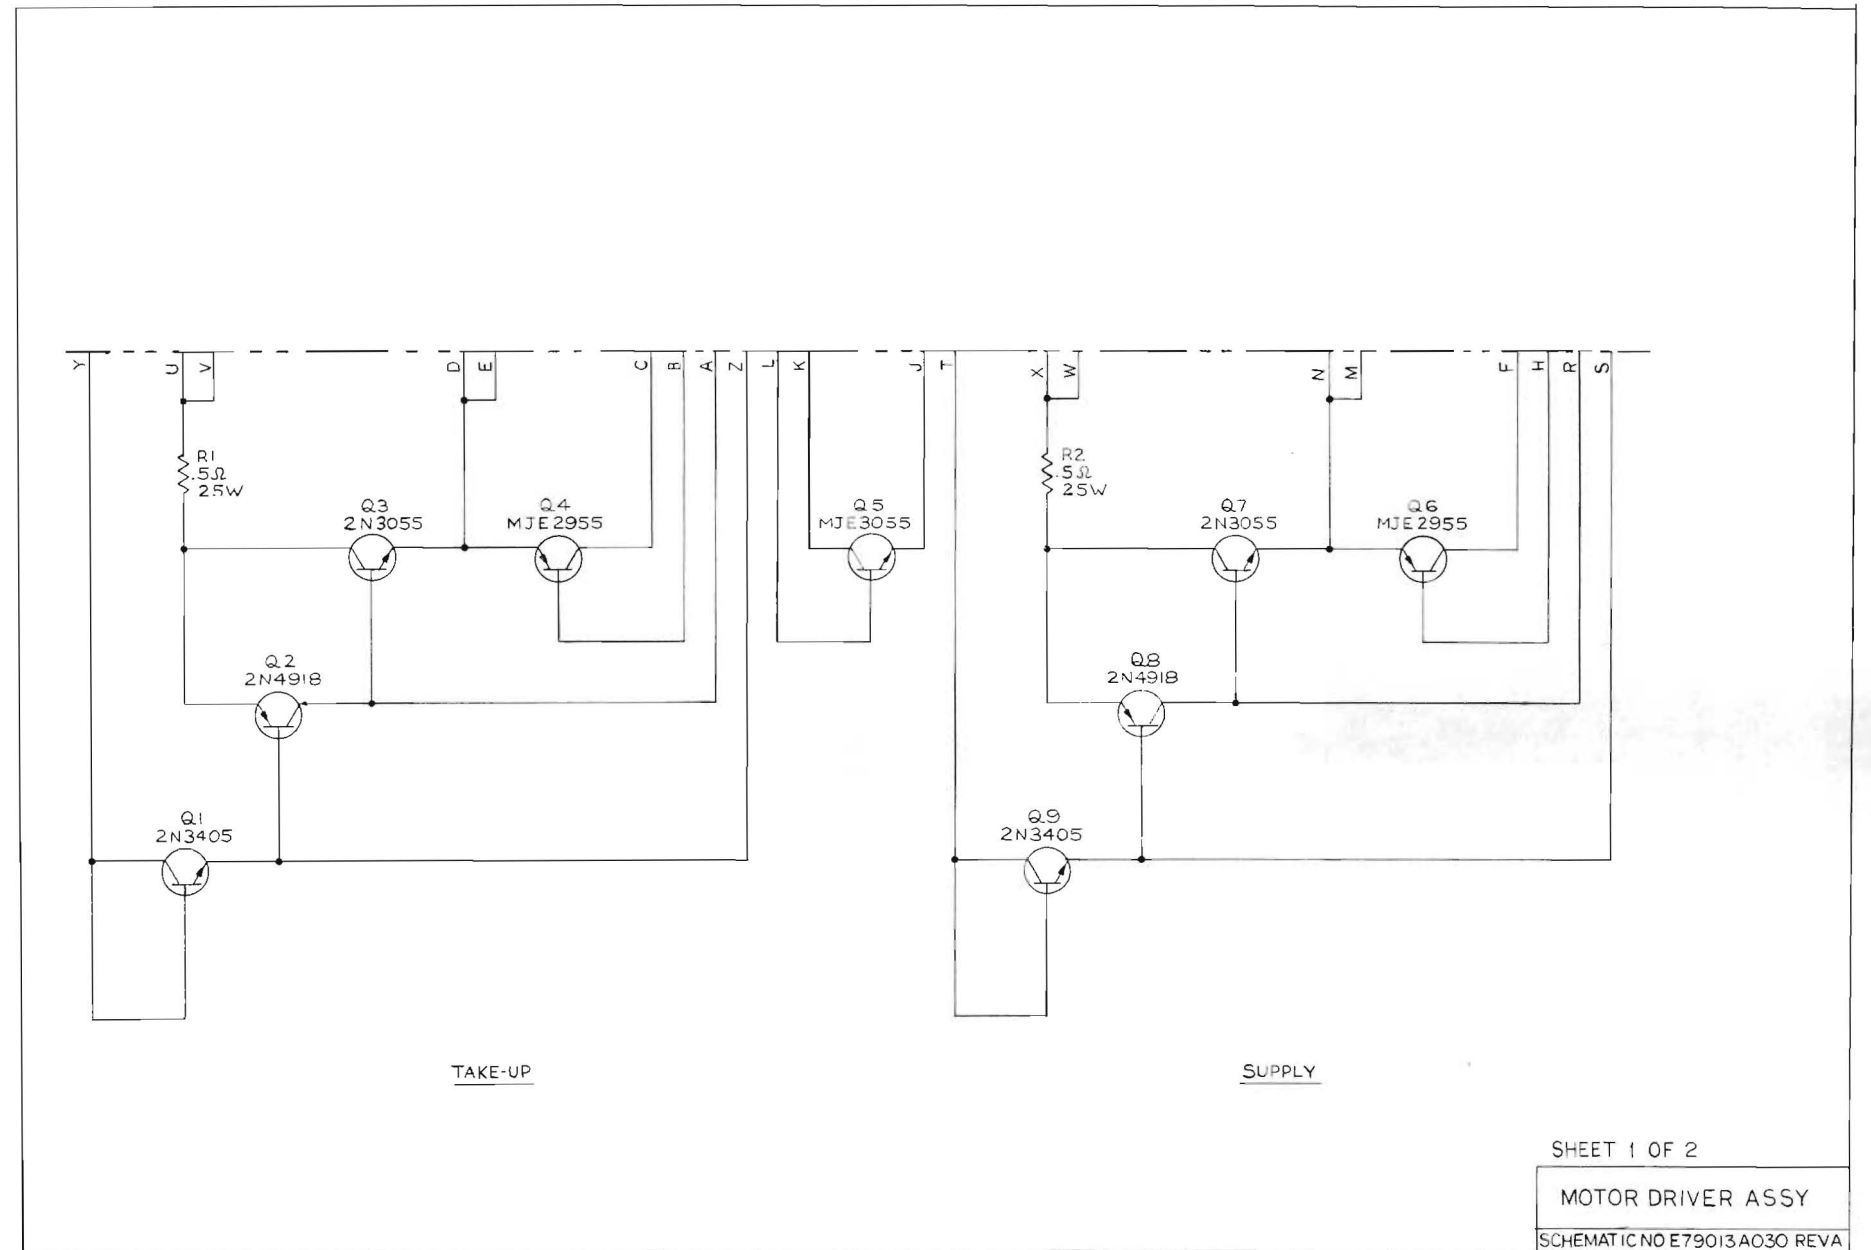 Y U V D E C B A Z L K J T X W N M F H R S
R1
.5Ω
25W
R2
.5Ω
25W
Q3
2N3055
Q4
MJE2955
Q5
MJE3055
Q7
2N3055
Q6
MJE2955
Q2
2N4918
Q8
2N4918
Q1
2N3405
Q9
2N3405
TAKE-UP
SUPPLY
SHEET 1 OF 2
MOTOR DRIVER ASSY
SCHEMATIC NO E79013A030 REVA